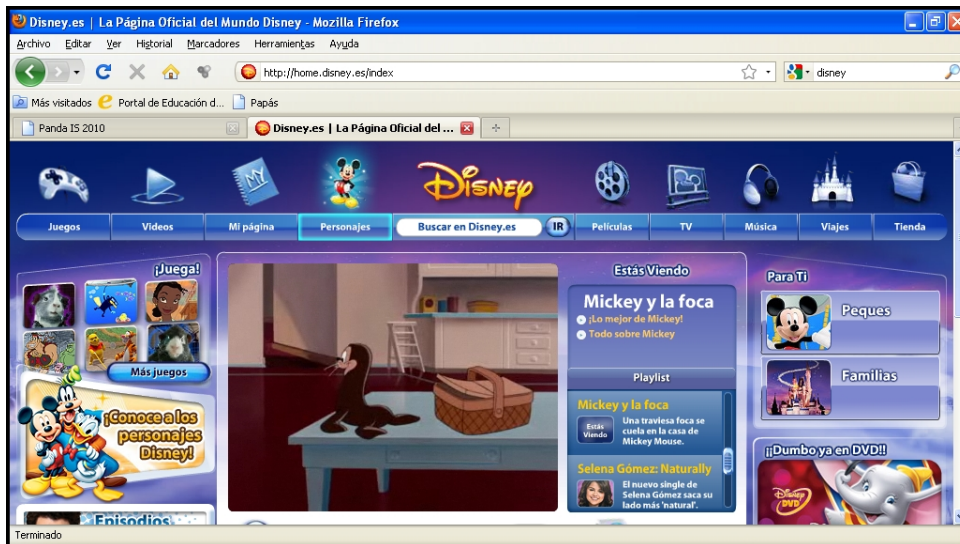 Disney.es | La Página Oficial del Mundo Disney - Mozilla Firefox
Archivo Editar Ver Historial Marcadores Herramientas Ayuda
http://home.disney.es/index
disney
Más visitados Portal de Educación d... Papás
Panda IS 2010
Disney.es | La Página Oficial del ...
MY
Disney
Juegos
Videos
Mi página
Personajes
Buscar en Disney.es
IR
Películas
TV
Música
Viajes
Tienda
¡Juega!
Más juegos
¡Conoce a los
personajes
Disney!
Episodios
Estás Viendo
Mickey y la foca
¡Lo mejor de Mickey!
Todo sobre Mickey
Playlist
Mickey y la foca
Estás
Viendo
Una traviesa foca se
cuela en la casa de
Mickey Mouse.
Selena Gómez: Naturally
El nuevo single de
Selena Gómez saca su
lado más 'natural'.
Para Ti
Peques
Familias
¡¡Dumbo ya en DVD!!
Disney
DVD
Terminado